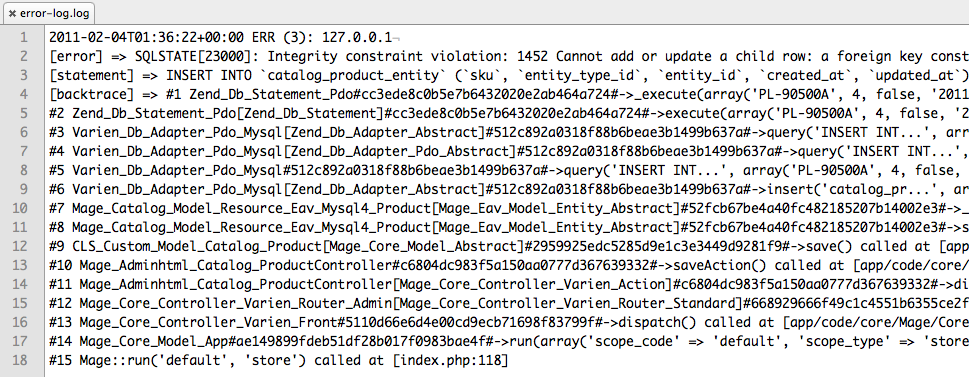 error-log.log
1 2011-02-04T01:36:22+00:00 ERR (3): 127.0.0.1¬
2 [error] => SQLSTATE[23000]: Integrity constraint violation: 1452 Cannot add or update a child row: a foreign key const
3 [statement] => INSERT INTO `catalog_product_entity` (`sku`, `entity_type_id`, `entity_id`, `created_at`, `updated_at`)
4 [backtrace] => #1 Zend_Db_Statement_Pdo#cc3ede8c0b5e7b6432020e2ab464a724#->_execute(array('PL-90500A', 4, false, '2011
5 #2 Zend_Db_Statement_Pdo[Zend_Db_Statement]#cc3ede8c0b5e7b6432020e2ab464a724#->execute(array('PL-90500A', 4, false, '2
6 #3 Varien_Db_Adapter_Pdo_Mysql[Zend_Db_Adapter_Abstract]#512c892a0318f88b6beae3b1499b637a#->query('INSERT INT...', arr
7 #4 Varien_Db_Adapter_Pdo_Mysql[Zend_Db_Adapter_Pdo_Abstract]#512c892a0318f88b6beae3b1499b637a#->query('INSERT INT...',
8 #5 Varien_Db_Adapter_Pdo_Mysql#512c892a0318f88b6beae3b1499b637a#->query('INSERT INT...', array('PL-90500A', 4, false,
9 #6 Varien_Db_Adapter_Pdo_Mysql[Zend_Db_Adapter_Abstract]#512c892a0318f88b6beae3b1499b637a#->insert('catalog_pr...', ar
10 #7 Mage_Catalog_Model_Resource_Eav_Mysql4_Product[Mage_Eav_Model_Entity_Abstract]#52fcb67be4a40fc482185207b14002e3#->_
11 #8 Mage_Catalog_Model_Resource_Eav_Mysql4_Product[Mage_Eav_Model_Entity_Abstract]#52fcb67be4a40fc482185207b14002e3#->s
12 #9 CLS_Custom_Model_Catalog_Product[Mage_Core_Model_Abstract]#2959925edc5285d9e1c3e3449d9281f9#->save() called at [app
13 #10 Mage_Adminhtml_Catalog_ProductController#c6804dc983f5a150aa0777d367639332#->saveAction() called at [app/code/core/
14 #11 Mage_Adminhtml_Catalog_ProductController[Mage_Core_Controller_Varien_Action]#c6804dc983f5a150aa0777d367639332#->di
15 #12 Mage_Core_Controller_Varien_Router_Admin[Mage_Core_Controller_Varien_Router_Standard]#668929666f49c1c4551b6355ce2f
16 #13 Mage_Core_Controller_Varien_Front#5110d66e6d4e00cd9ecb71698f83799f#->dispatch() called at [app/code/core/Mage/Core
17 #14 Mage_Core_Model_App#ae149899fdeb51df28b017f0983bae4f#->run(array('scope_code' => 'default', 'scope_type' => 'store
18 #15 Mage::run('default', 'store') called at [index.php:118]